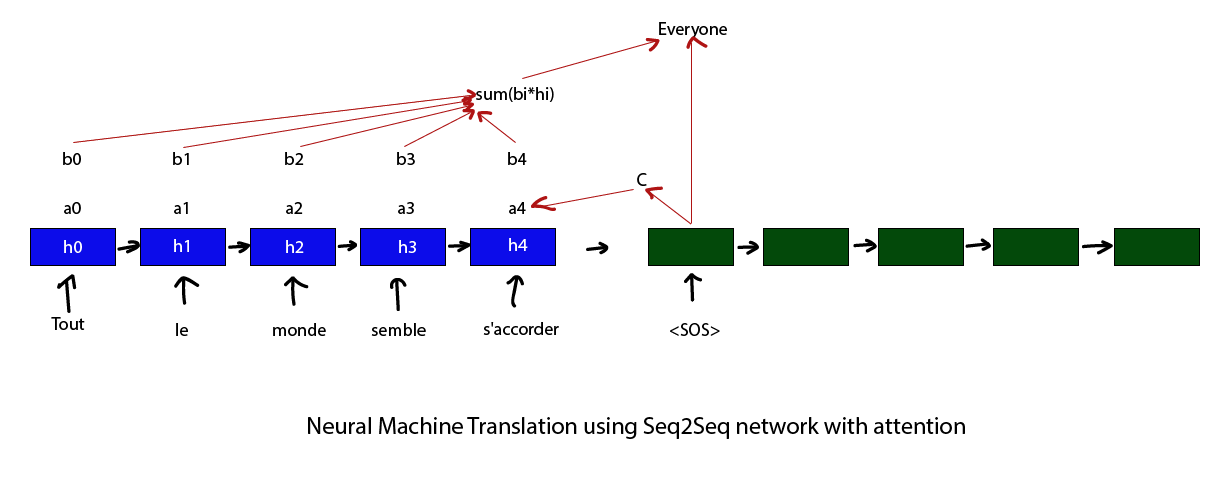 Everyone
sum(bi*hi)
b0 b1 b2 b3 b4
C
a0 a1 a2 a3 a4
h0 h1 h2 h3 h4
Tout le monde semble s'accorder <SOS>
Neural Machine Translation using Seq2Seq network with attention